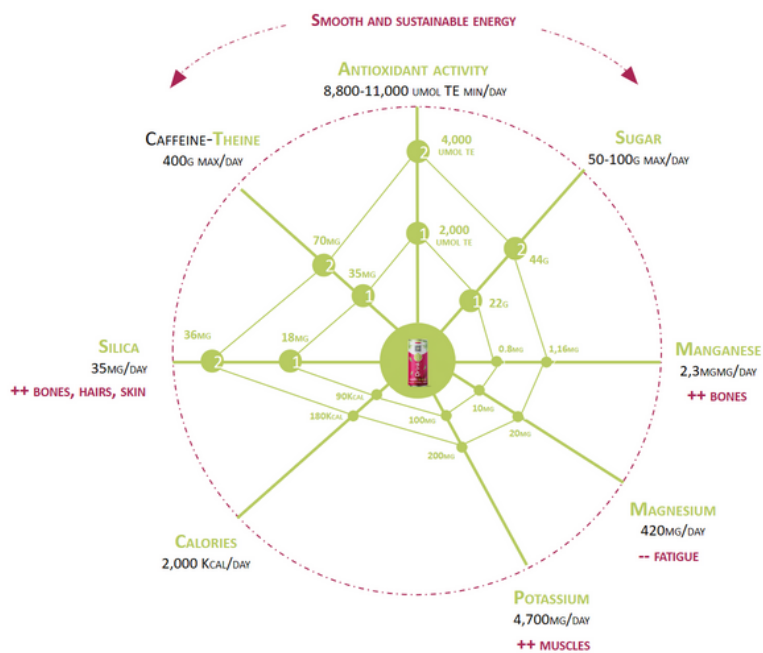 Smooth and sustainable energy
Antioxidant activity
8,800-11,000 umol TE min/day
Caffeine-Theine
400g max/day
Sugar
50-100g max/day
4,000
umol TE
2
2,000
umol TE
1
70mg
2
35mg
1
2
44g
1
22g
Silica
35mg/day
++ bones, hairs, skin
36mg
2
18mg
1
0.8mg
1,16mg
Manganese
2,3mgmg/day
++ bones
90Kcal
180Kcal
100mg
200mg
10mg
20mg
Calories
2,000 Kcal/day
Magnesium
420mg/day
-- fatigue
Potassium
4,700mg/day
++ muscles